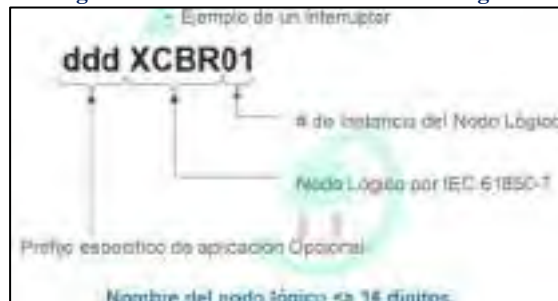 - Ejemplo de un Interruptor
ddd XCBR01
# de Instancia del Nodo Lógico
Nodo Lógico por IEC 61850-7
Prefijo especifico de aplicación Opcional
Nombre del nodo lógico <= 16 dígitos